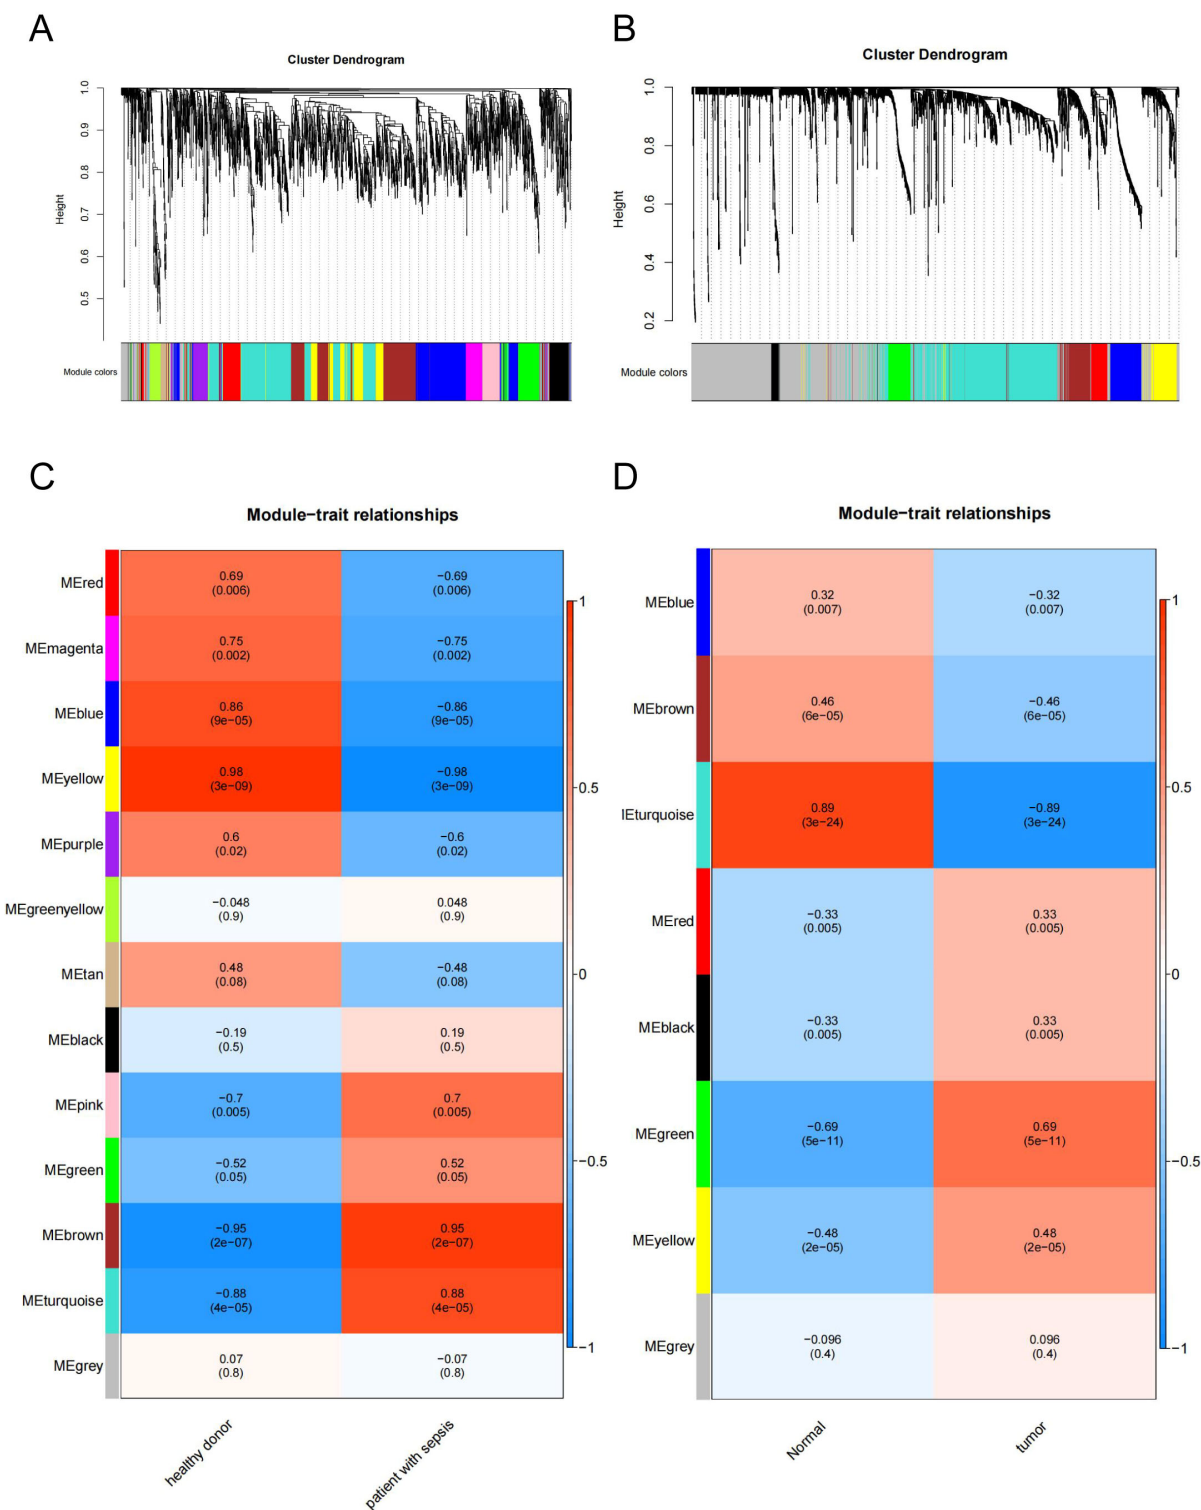 A
Cluster Dendrogram
Height
1.0
0.9
0.8
0.7
0.6
0.5
Module colors
B
Cluster Dendrogram
Height
1.0
0.8
0.6
0.4
0.2
Module colors
C
Module−trait relationships
MEred
0.69
(0.006)
−0.69
(0.006)
MEmagenta
0.75
(0.002)
−0.75
(0.002)
MEblue
0.86
(9e−05)
−0.86
(9e−05)
MEyellow
0.98
(3e−09)
−0.98
(3e−09)
MEpurple
0.6
(0.02)
−0.6
(0.02)
MEgreenyellow
−0.048
(0.9)
0.048
(0.9)
MEtan
0.48
(0.08)
−0.48
(0.08)
MEblack
−0.19
(0.5)
0.19
(0.5)
MEpink
−0.7
(0.005)
0.7
(0.005)
MEgreen
−0.52
(0.05)
0.52
(0.05)
MEbrown
−0.95
(2e−07)
0.95
(2e−07)
MEturquoise
−0.88
(4e−05)
0.88
(4e−05)
MEgrey
0.07
(0.8)
−0.07
(0.8)
healthy donor
patient with sepsis
1
0.5
0
−0.5
−1
D
Module−trait relationships
MEblue
0.32
(0.007)
−0.32
(0.007)
MEbrown
0.46
(6e−05)
−0.46
(6e−05)
IEturquoise
0.89
(3e−24)
−0.89
(3e−24)
MEred
−0.33
(0.005)
0.33
(0.005)
MEblack
−0.33
(0.005)
0.33
(0.005)
MEgreen
−0.69
(5e−11)
0.69
(5e−11)
MEyellow
−0.48
(2e−05)
0.48
(2e−05)
MEgrey
−0.096
(0.4)
0.096
(0.4)
Normal
tumor
1
0.5
0
−0.5
−1